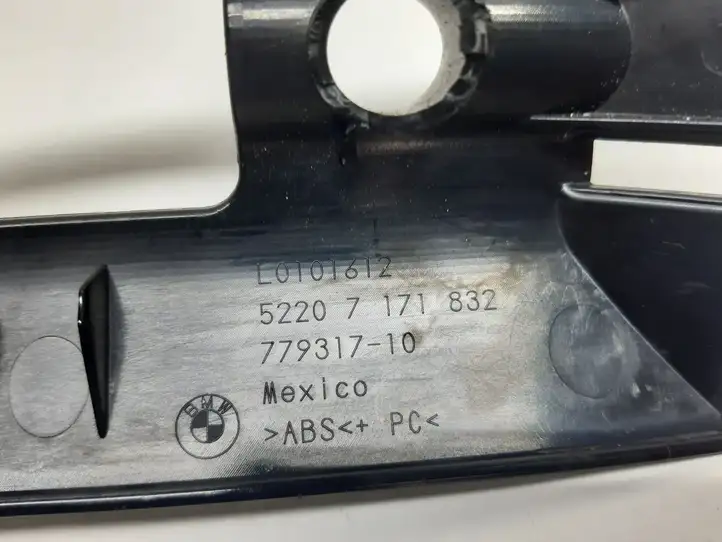 L0101612
5220 7 171 832
779317-10
Mexico
BMW
>ABS<+ PC<